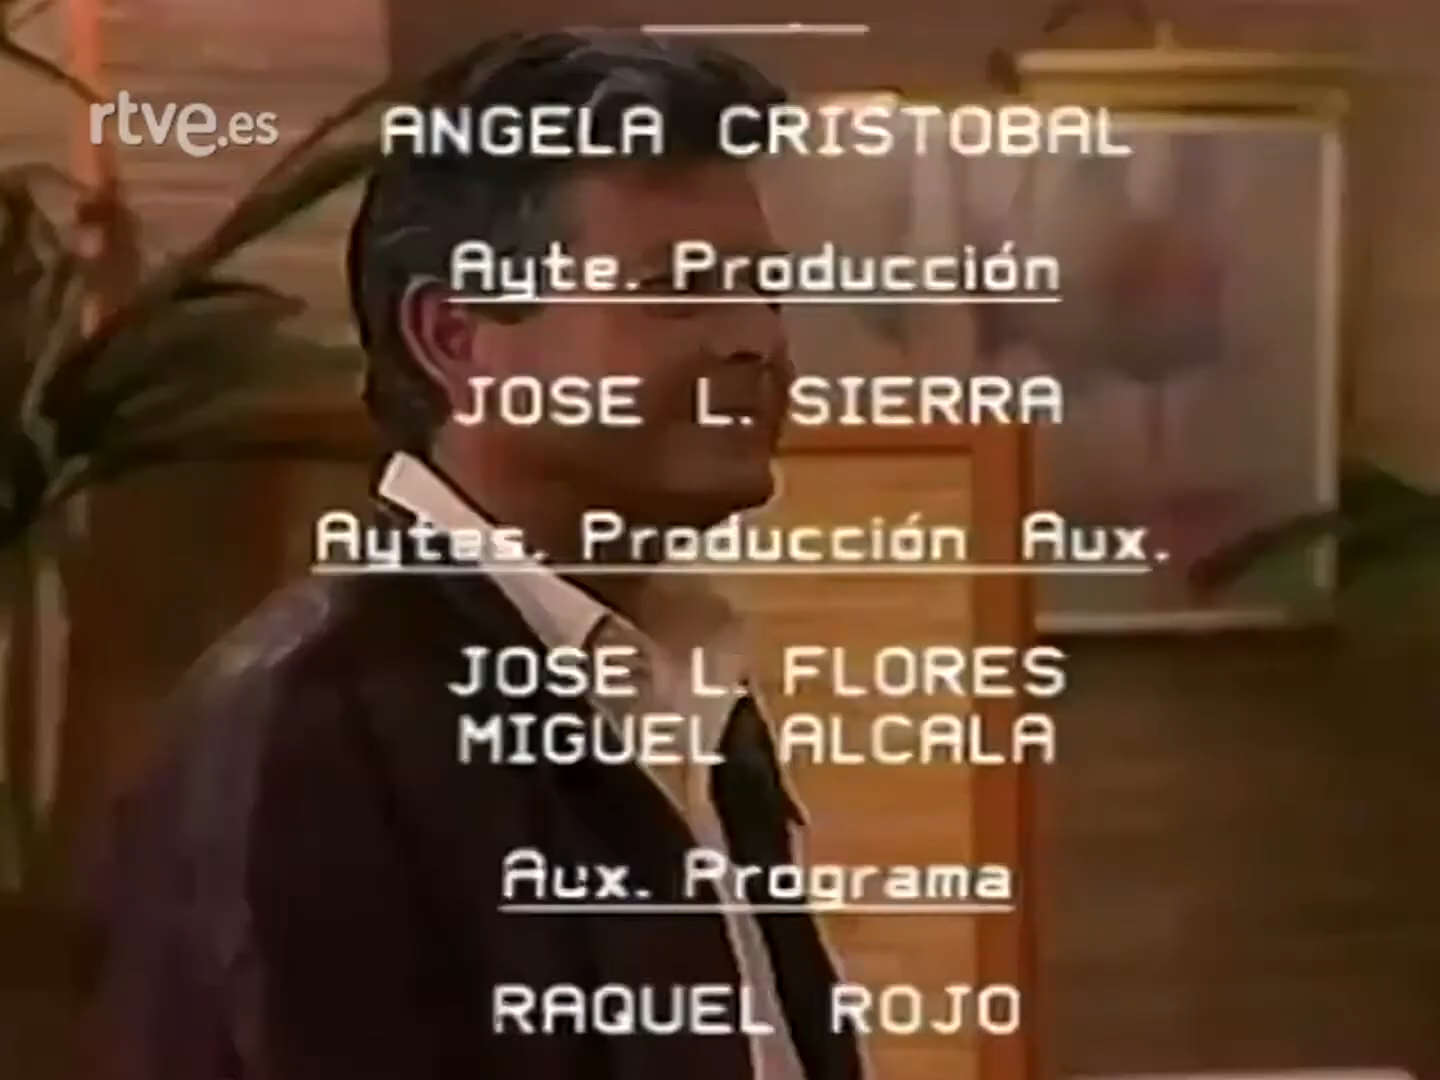 rtve.es
ANGELA CRISTOBAL
Ayte. Producción
JOSE L. SIERRA
Aytes. Producción Aux.
JOSE L. FLORES
MIGUEL ALCALA
Aux. Programa
RAQUEL ROJO